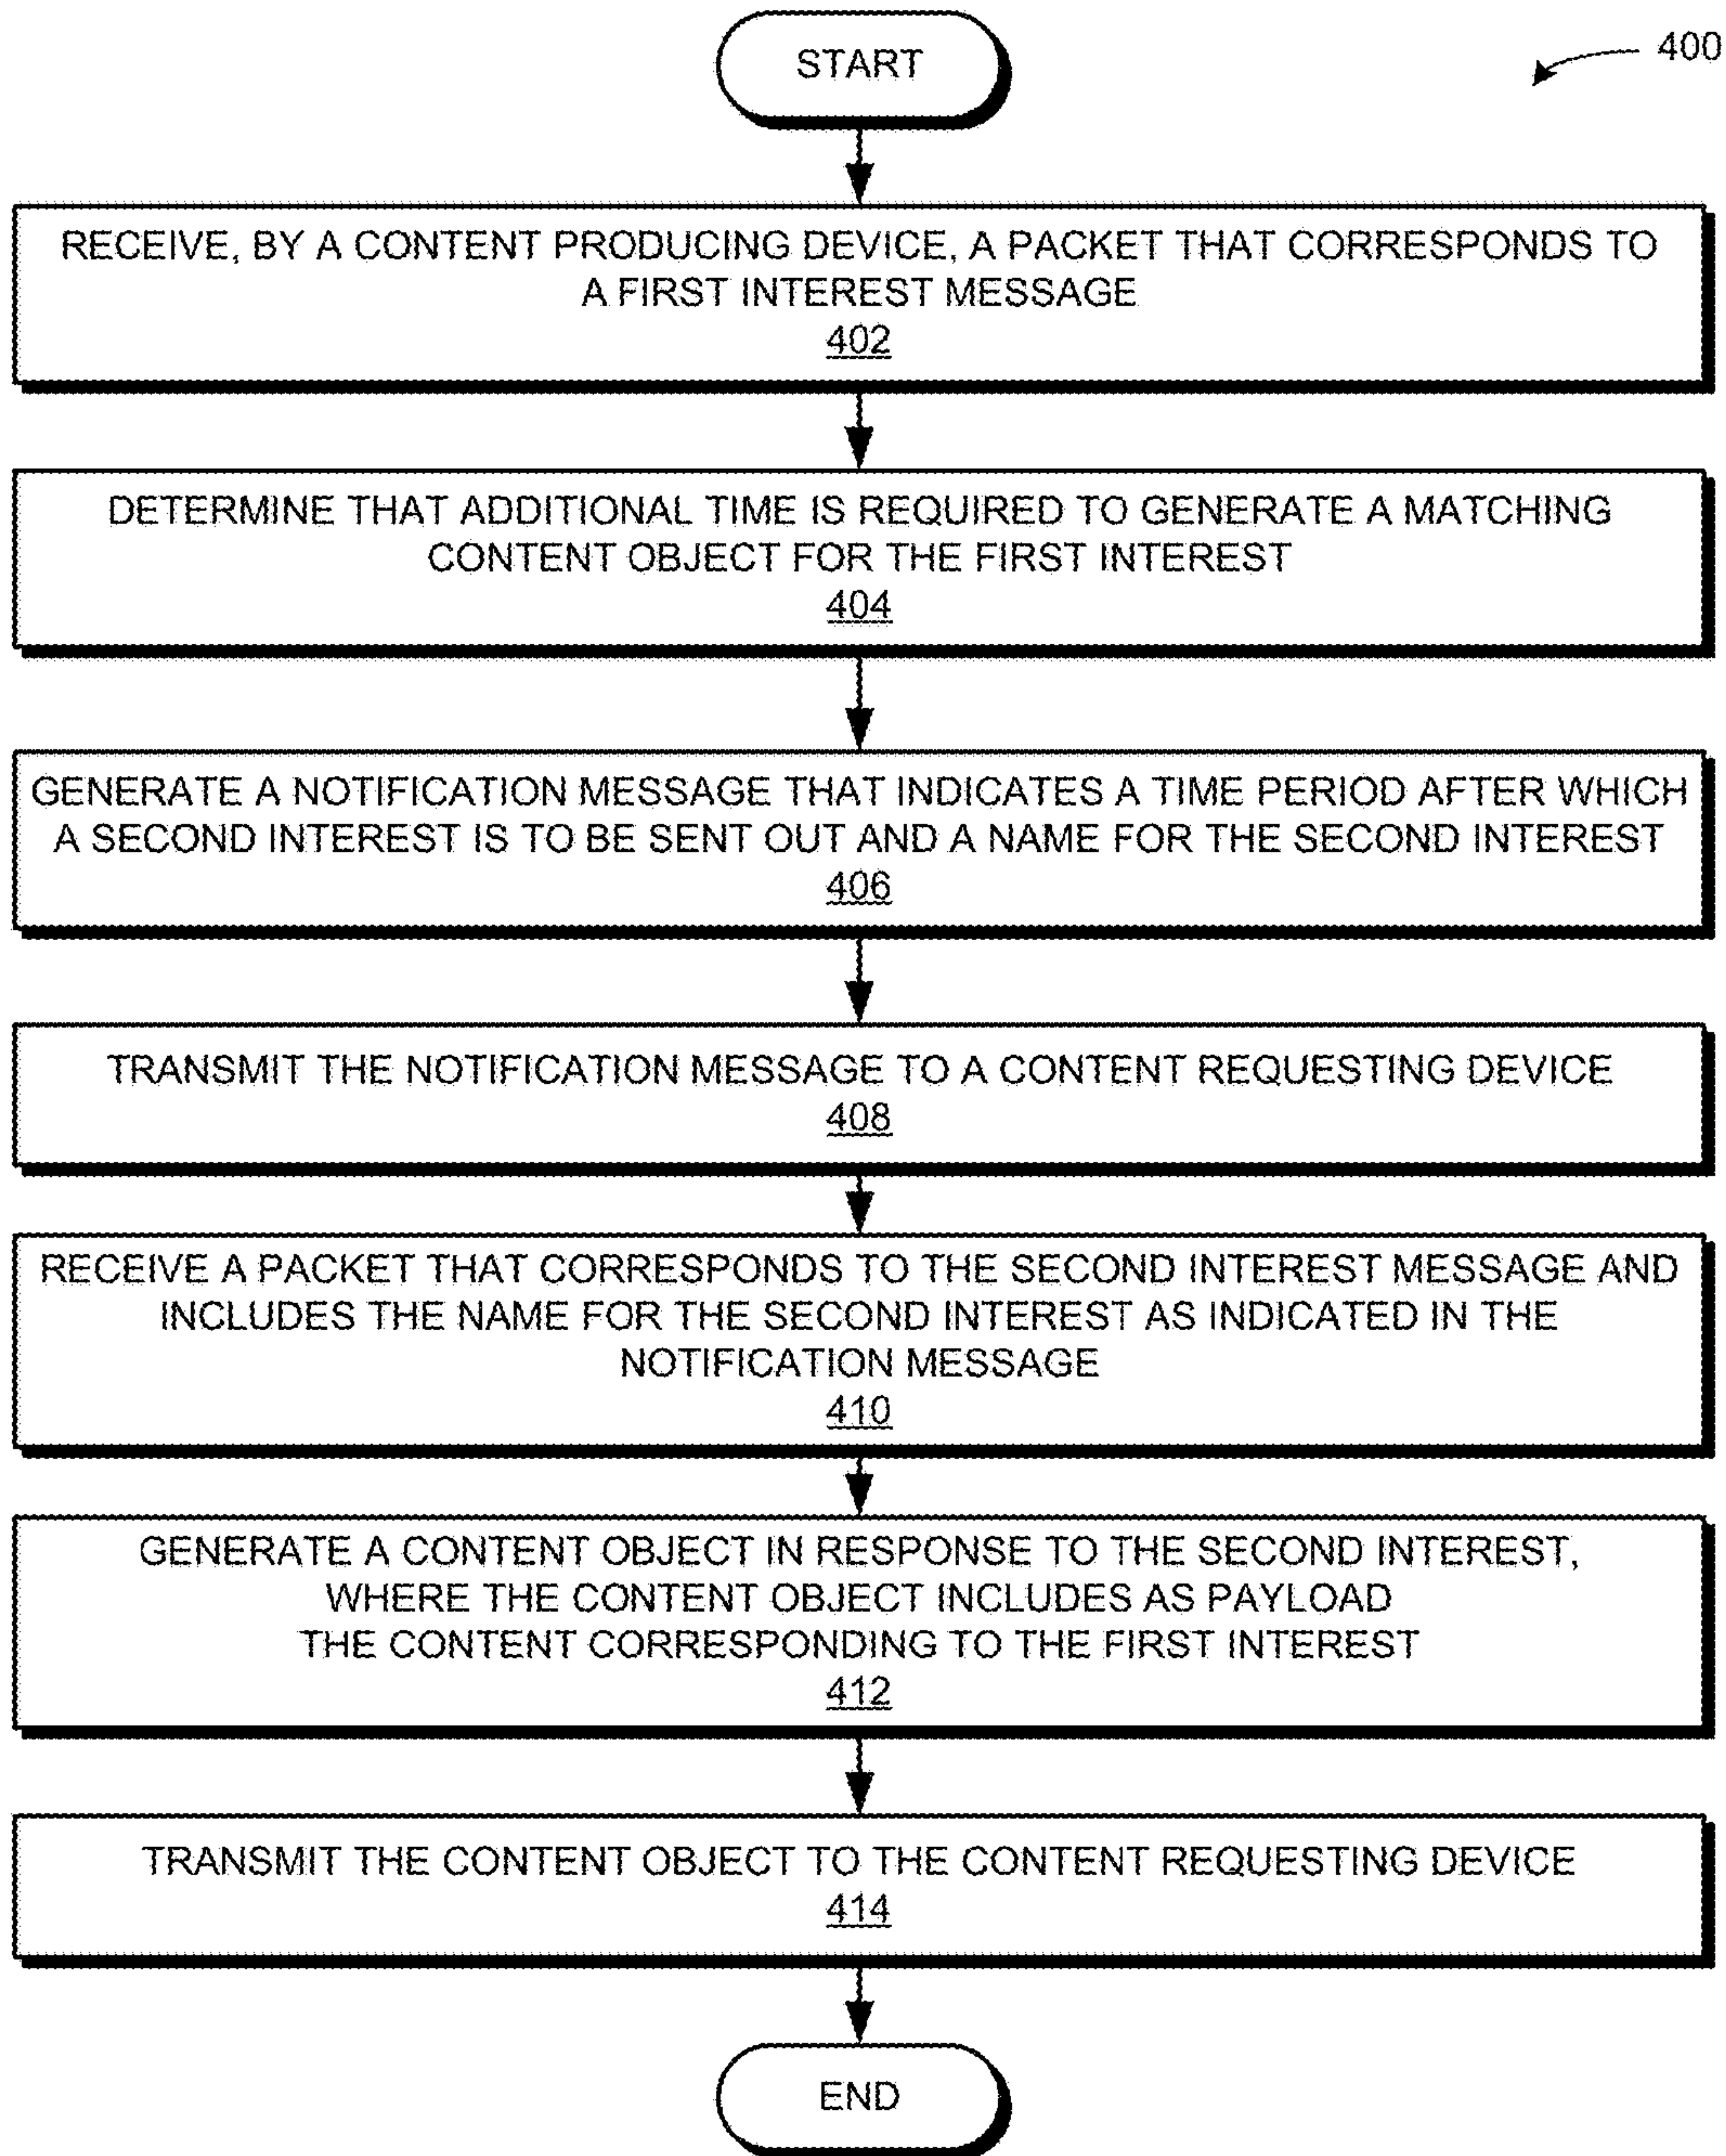 START
400
RECEIVE, BY A CONTENT PRODUCING DEVICE, A PACKET THAT CORRESPONDS TO
A FIRST INTEREST MESSAGE
402
DETERMINE THAT ADDITIONAL TIME IS REQUIRED TO GENERATE A MATCHING
CONTENT OBJECT FOR THE FIRST INTEREST
404
GENERATE A NOTIFICATION MESSAGE THAT INDICATES A TIME PERIOD AFTER WHICH
A SECOND INTEREST IS TO BE SENT OUT AND A NAME FOR THE SECOND INTEREST
406
TRANSMIT THE NOTIFICATION MESSAGE TO A CONTENT REQUESTING DEVICE
408
RECEIVE A PACKET THAT CORRESPONDS TO THE SECOND INTEREST MESSAGE AND
INCLUDES THE NAME FOR THE SECOND INTEREST AS INDICATED IN THE
NOTIFICATION MESSAGE
410
GENERATE A CONTENT OBJECT IN RESPONSE TO THE SECOND INTEREST,
WHERE THE CONTENT OBJECT INCLUDES AS PAYLOAD
THE CONTENT CORRESPONDING TO THE FIRST INTEREST
412
TRANSMIT THE CONTENT OBJECT TO THE CONTENT REQUESTING DEVICE
414
END